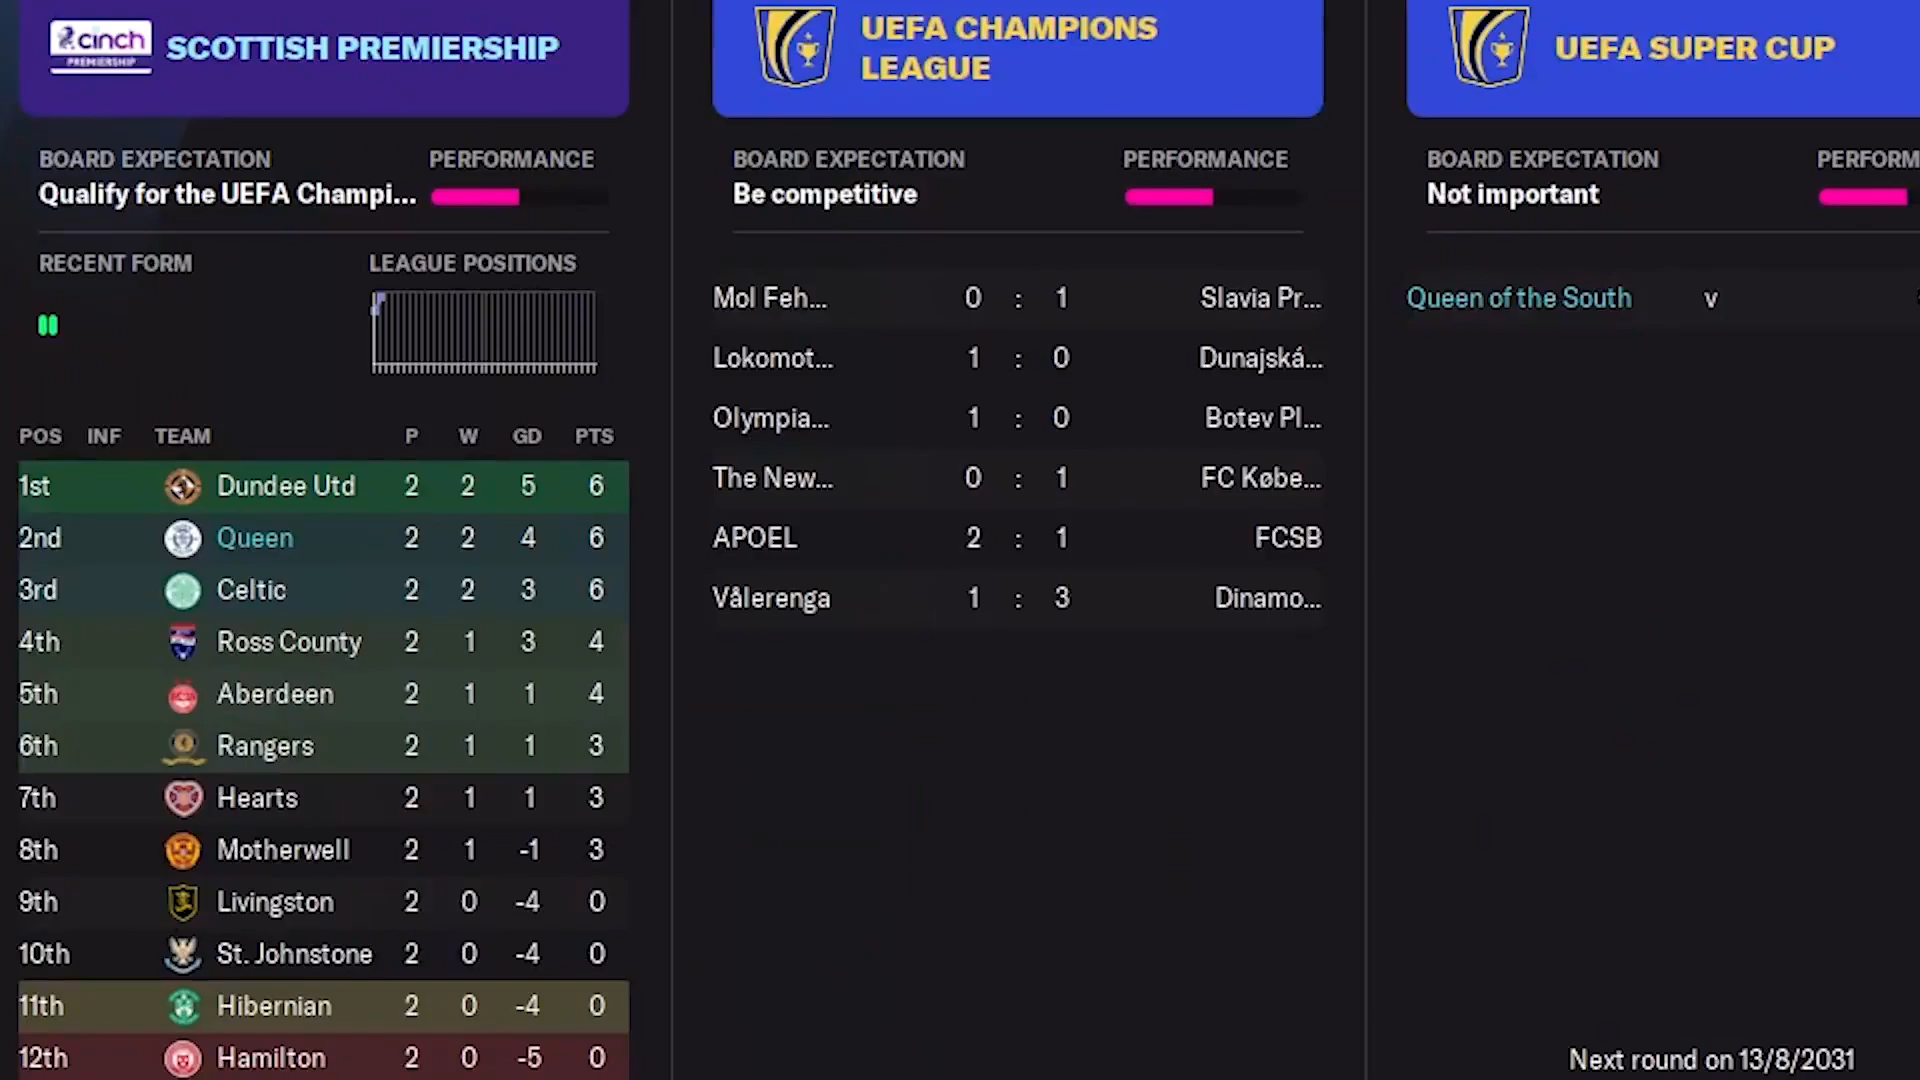 cinch
PREMIERSHIP
SCOTTISH PREMIERSHIP
BOARD EXPECTATION PERFORMANCE
Qualify for the UEFA Champi...
RECENT FORM LEAGUE POSITIONS
POS INF TEAM P W GD PTS
1st Dundee Utd 2 2 5 6
2nd Queen 2 2 4 6
3rd Celtic 2 2 3 6
4th Ross County 2 1 3 4
5th Aberdeen 2 1 1 4
6th Rangers 2 1 1 3
7th Hearts 2 1 1 3
8th Motherwell 2 1 -1 3
9th Livingston 2 0 -4 0
10th St. Johnstone 2 0 -4 0
11th Hibernian 2 0 -4 0
12th Hamilton 2 0 -5 0
UEFA CHAMPIONS
LEAGUE
BOARD EXPECTATION PERFORMANCE
Be competitive
Mol Feh... 0 : 1 Slavia Pr...
Lokomot... 1 : 0 Dunajská...
Olympia... 1 : 0 Botev Pl...
The New... 0 : 1 FC Købe...
APOEL 2 : 1 FCSB
Vålerenga 1 : 3 Dinamo...
UEFA SUPER CUP
BOARD EXPECTATION PERFORM
Not important
Queen of the South v
Next round on 13/8/2031